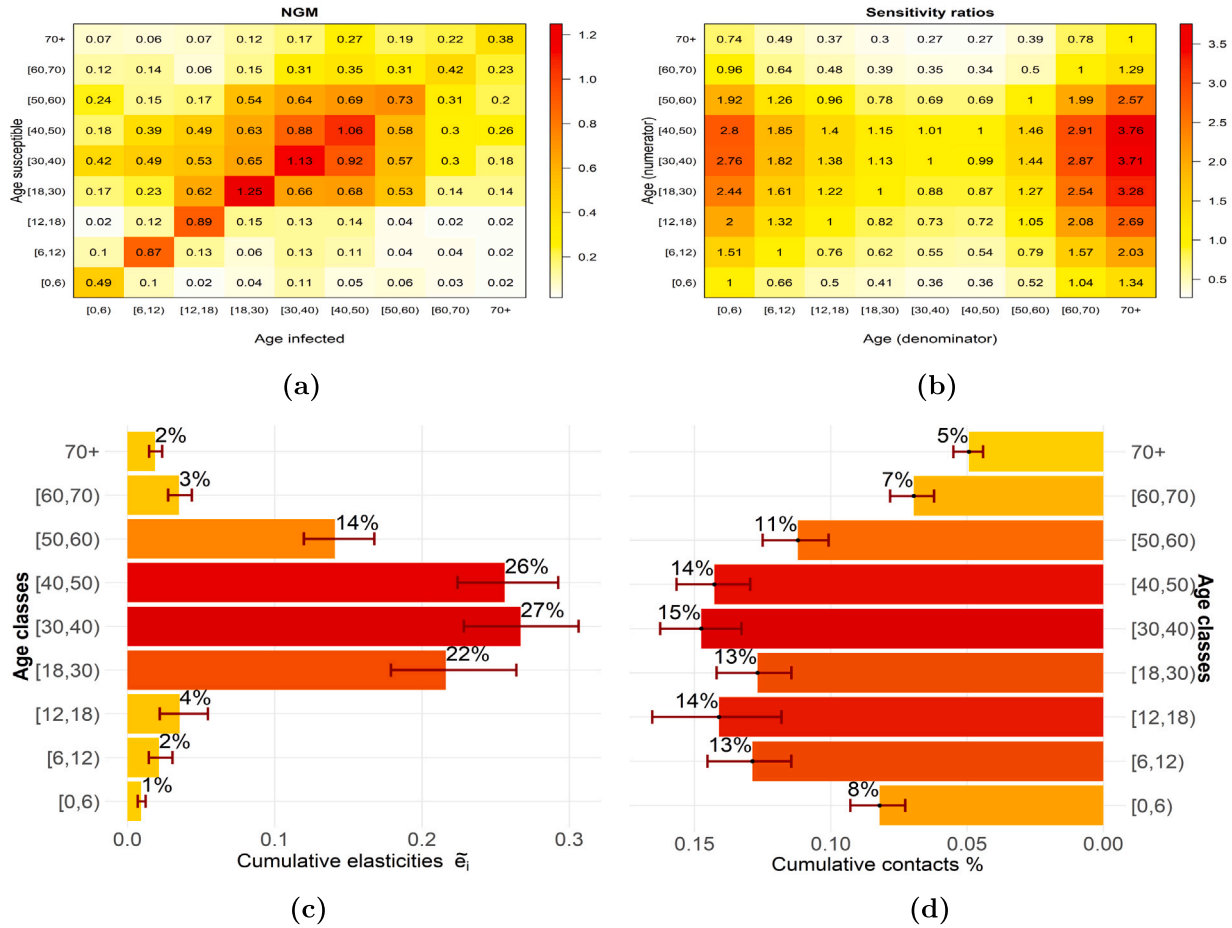 NGM
Age susceptible
70+ 0.07 0.06 0.07 0.12 0.17 0.27 0.19 0.22 0.38
[60,70) 0.12 0.14 0.06 0.15 0.31 0.35 0.31 0.42 0.23
[50,60) 0.24 0.15 0.17 0.54 0.64 0.69 0.73 0.31 0.2
[40,50) 0.18 0.39 0.49 0.63 0.88 1.06 0.58 0.3 0.26
[30,40) 0.42 0.49 0.53 0.65 1.13 0.92 0.57 0.3 0.18
[18,30) 0.17 0.23 0.62 1.25 0.66 0.68 0.53 0.14 0.14
[12,18) 0.02 0.12 0.89 0.15 0.13 0.14 0.04 0.02 0.02
[6,12) 0.1 0.87 0.13 0.06 0.13 0.11 0.04 0.04 0.02
[0,6) 0.49 0.1 0.02 0.04 0.11 0.05 0.06 0.03 0.02
[0,6) [6,12) [12,18) [18,30) [30,40) [40,50) [50,60) [60,70) 70+
Age infected
1.2
1.0
0.8
0.6
0.4
0.2
(a)
Sensitivity ratios
Age (numerator)
70+ 0.74 0.49 0.37 0.3 0.27 0.27 0.39 0.78 1
[60,70) 0.96 0.64 0.48 0.39 0.35 0.34 0.5 1 1.29
[50,60) 1.92 1.26 0.96 0.78 0.69 0.69 1 1.99 2.57
[40,50) 2.8 1.85 1.4 1.15 1.01 1 1.46 2.91 3.76
[30,40) 2.76 1.82 1.38 1.13 1 0.99 1.44 2.87 3.71
[18,30) 2.44 1.61 1.22 1 0.88 0.87 1.27 2.54 3.28
[12,18) 2 1.32 1 0.82 0.73 0.72 1.05 2.08 2.69
[6,12) 1.51 1 0.76 0.62 0.55 0.54 0.79 1.57 2.03
[0,6) 1 0.66 0.5 0.41 0.36 0.36 0.52 1.04 1.34
[0,6) [6,12) [12,18) [18,30) [30,40) [40,50) [50,60) [60,70) 70+
Age (denominator)
3.5
3.0
2.5
2.0
1.5
1.0
0.5
(b)
Age classes
70+ 2%
[60,70) 3%
[50,60) 14%
[40,50) 26%
[30,40) 27%
[18,30) 22%
[12,18) 4%
[6,12) 2%
[0,6) 1%
0.0 0.1 0.2 0.3
Cumulative elasticities ẽi
(c)
5% 70+
7% [60,70)
11% [50,60)
14% [40,50)
15% [30,40)
13% [18,30)
14% [12,18)
13% [6,12)
8% [0,6)
Age classes
0.15 0.10 0.05 0.00
Cumulative contacts %
(d)